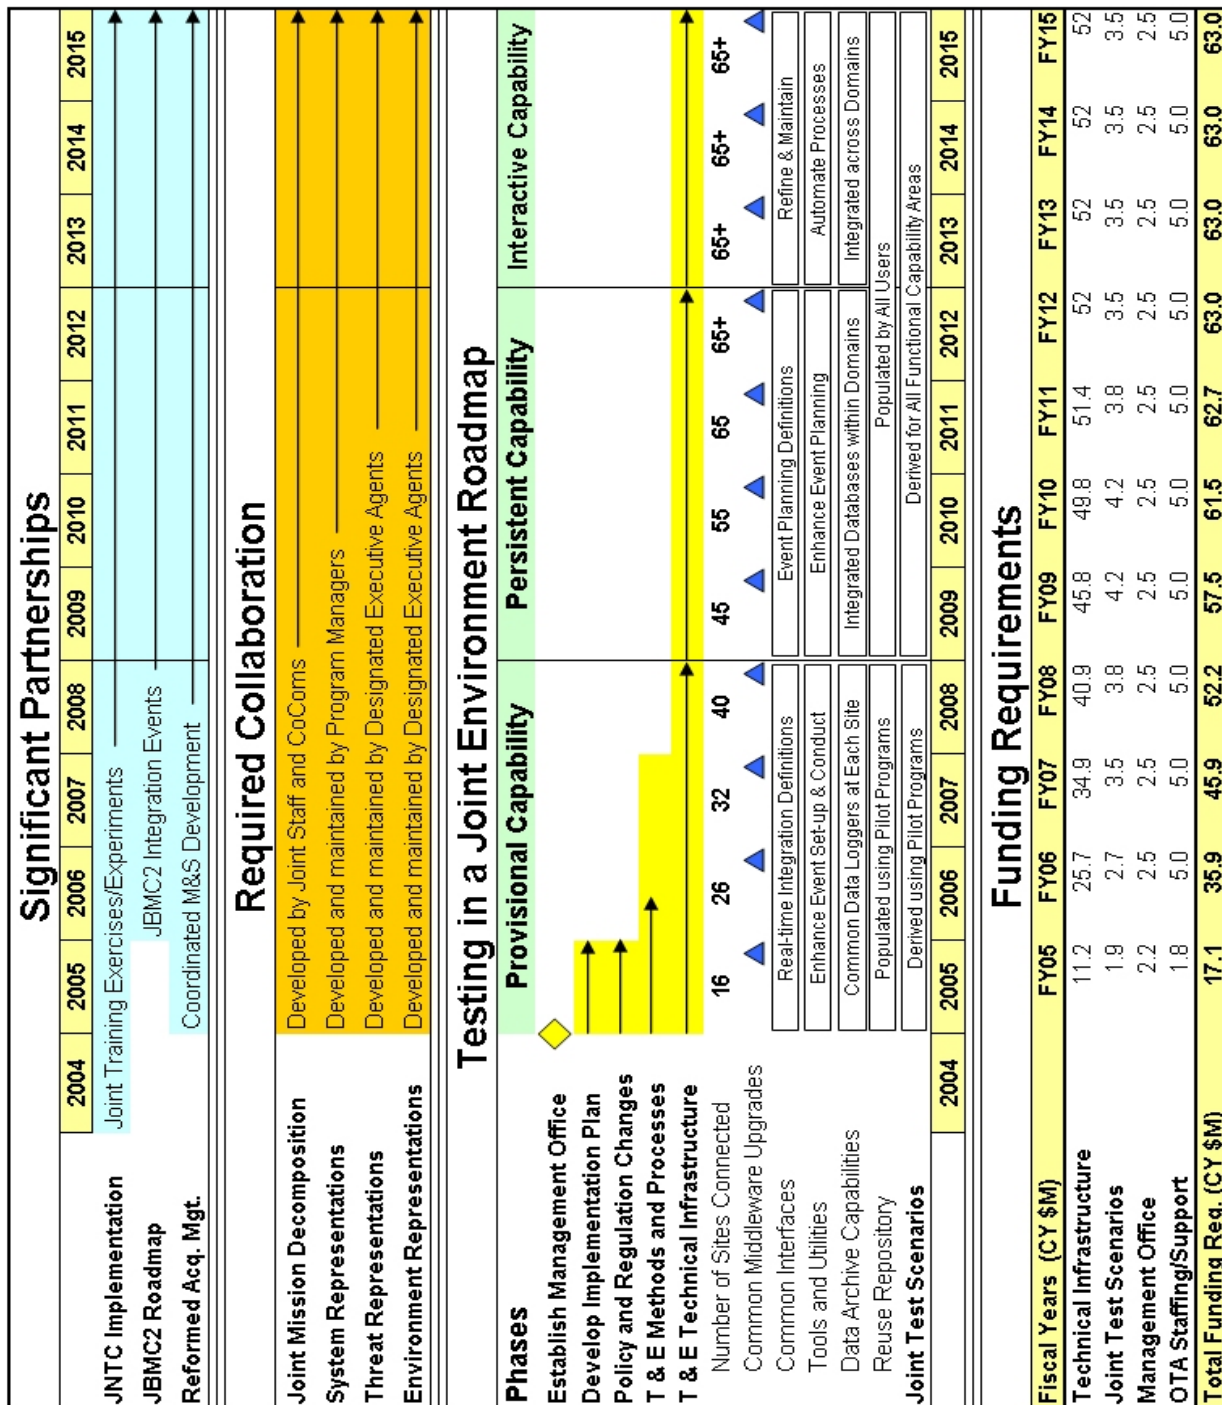 Significant Partnerships
2004 2005 2006 2007 2008 2009 2010 2011 2012 2013 2014 2015
JNTC Implementation Joint Training Exercises/Experiments
JBMC2 Roadmap JBMC2 Integration Events
Reformed Acq. Mgt. Coordinated M&S Development
Required Collaboration
Joint Mission Decomposition Developed by Joint Staff and CoComs
System Representations Developed and maintained by Program Managers
Threat Representations Developed and maintained by Designated Executive Agents
Environment Representations Developed and maintained by Designated Executive Agents
Testing in a Joint Environment Roadmap
Phases Provisional Capability Persistent Capability Interactive Capability
Establish Management Office
Develop Implementation Plan
Policy and Regulation Changes
T & E Methods and Processes
T & E Technical Infrastructure
Number of Sites Connected 16 26 32 40 45 55 65 65+ 65+ 65+ 65+
Common Middleware Upgrades
Common Interfaces Real-time Integration Definitions Event Planning Definitions Refine & Maintain
Tools and Utilities Enhance Event Set-up & Conduct Enhance Event Planning Automate Processes
Data Archive Capabilities Common Data Loggers at Each Site Integrated Databases within Domains Integrated across Domains
Reuse Repository Populated using Pilot Programs Populated by All Users
Joint Test Scenarios Derived using Pilot Programs Derived for All Functional Capability Areas
2004 2005 2006 2007 2008 2009 2010 2011 2012 2013 2014 2015
Funding Requirements
Fiscal Years (CY $M) FY05 FY06 FY07 FY08 FY09 FY10 FY11 FY12 FY13 FY14 FY15
Technical Infrastructure 11.2 25.7 34.9 40.9 45.8 49.8 51.4 52 52 52 52
Joint Test Scenarios 1.9 2.7 3.5 3.8 4.2 4.2 3.8 3.5 3.5 3.5 3.5
Management Office 2.2 2.5 2.5 2.5 2.5 2.5 2.5 2.5 2.5 2.5 2.5
OTA Staffing/Support 1.8 5.0 5.0 5.0 5.0 5.0 5.0 5.0 5.0 5.0 5.0
Total Funding Req. (CY $M) 17.1 35.9 45.9 52.2 57.5 61.5 62.7 63.0 63.0 63.0 63.0